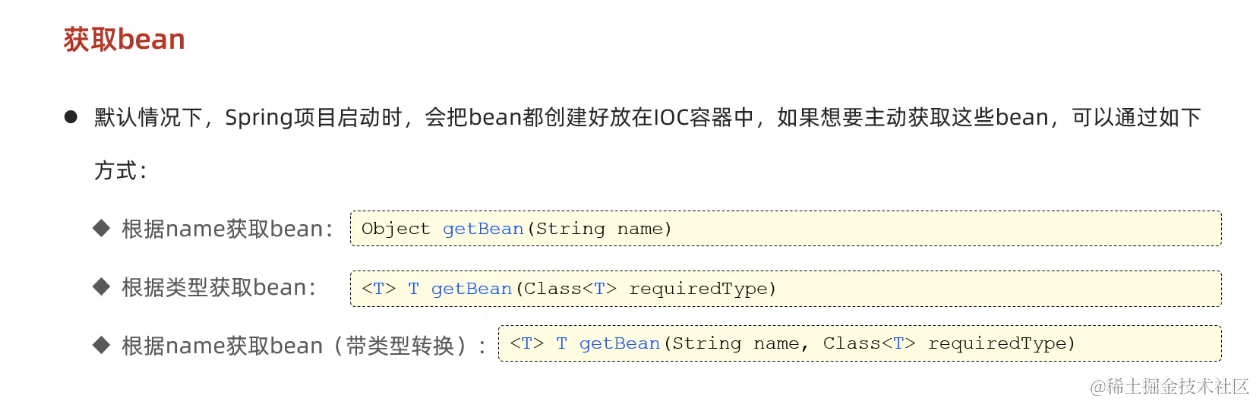 获取bean
● 默认情况下，Spring项目启动时，会把bean都创建好放在IOC容器中，如果想要主动获取这些bean，可以通过如下
方式：
◆ 根据name获取bean： Object getBean(String name)
◆ 根据类型获取bean： <T> T getBean(Class<T> requiredType)
◆ 根据name获取bean（带类型转换）： <T> T getBean(String name, Class<T> requiredType)
@稀土掘金技术社区